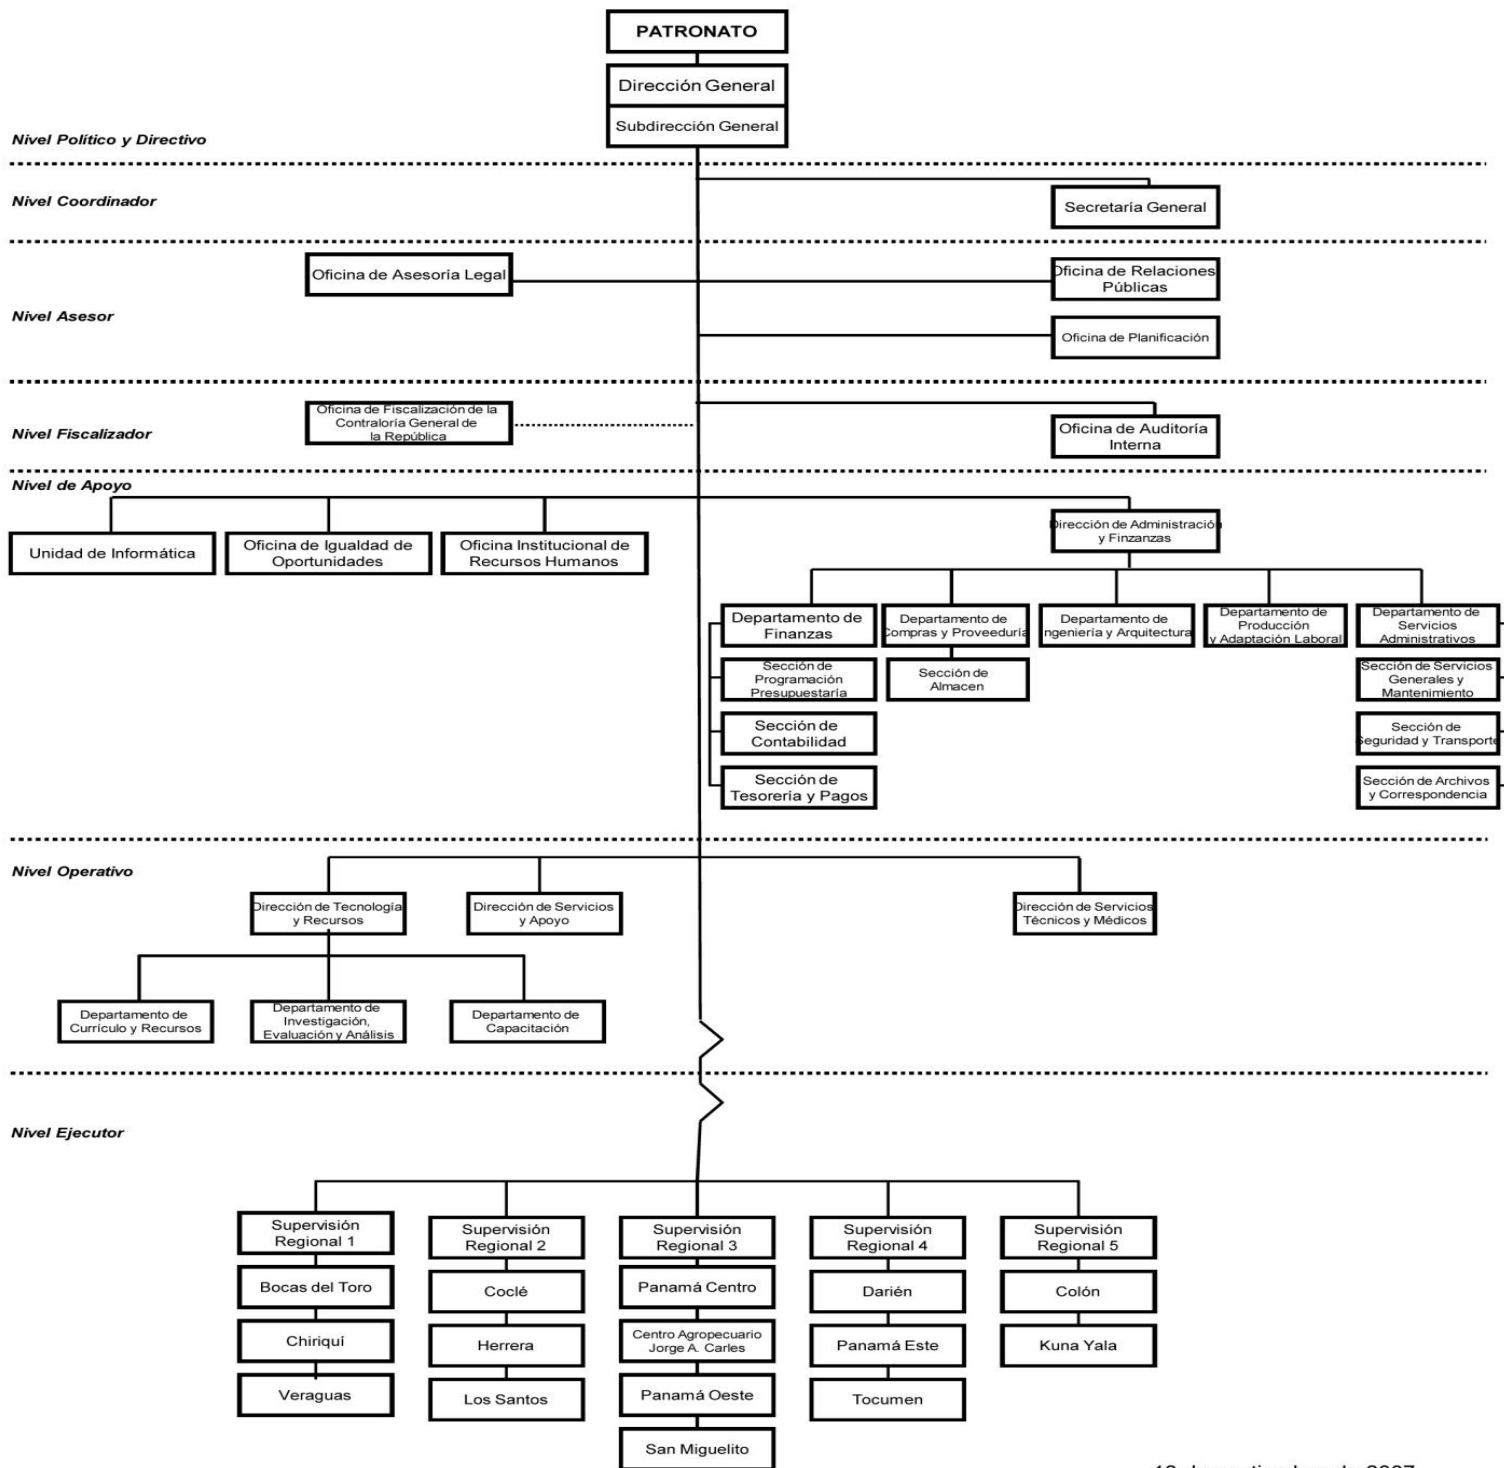 PATRONATO
Dirección General
Subdirección General
Nivel Político y Directivo
Nivel Coordinador
Secretaría General
Oficina de Asesoría Legal
Oficina de Relaciones
Públicas
Nivel Asesor
Oficina de Planificación
Oficina de Fiscalización de la
Contraloría General de
la República
Nivel Fiscalizador
Oficina de Auditoría
Interna
Nivel de Apoyo
Unidad de Informática
Oficina de Igualdad de
Oportunidades
Oficina Institucional de
Recursos Humanos
Dirección de Administración
y Finzanzas
Departamento de
Finanzas
Departamento de
Compras y Proveeduría
Departamento de
Ingeniería y Arquitectura
Departamento de
Producción
y Adaptación Laboral
Departamento de
Servicios
Administrativos
Sección de
Programación
Presupuestaría
Sección de
Almacen
Sección de Servicios
Generales y
Mantenimiento
Sección de
Contabilidad
Sección de
Seguridad y Transporte
Sección de
Tesorería y Pagos
Sección de Archivos
y Correspondencia
Nivel Operativo
Dirección de Tecnología
y Recursos
Dirección de Servicios
y Apoyo
Dirección de Servicios
Técnicos y Médicos
Departamento de
Currículo y Recursos
Departamento de
Investigación,
Evaluación y Análisis
Departamento de
Capacitación
Nivel Ejecutor
Supervisión
Regional 1
Supervisión
Regional 2
Supervisión
Regional 3
Supervisión
Regional 4
Supervisión
Regional 5
Bocas del Toro
Coclé
Panamá Centro
Darién
Colón
Chiriquí
Herrera
Centro Agropecuario
Jorge A. Carles
Panamá Este
Kuna Yala
Veraguas
Los Santos
Panamá Oeste
Tocumen
San Miguelito